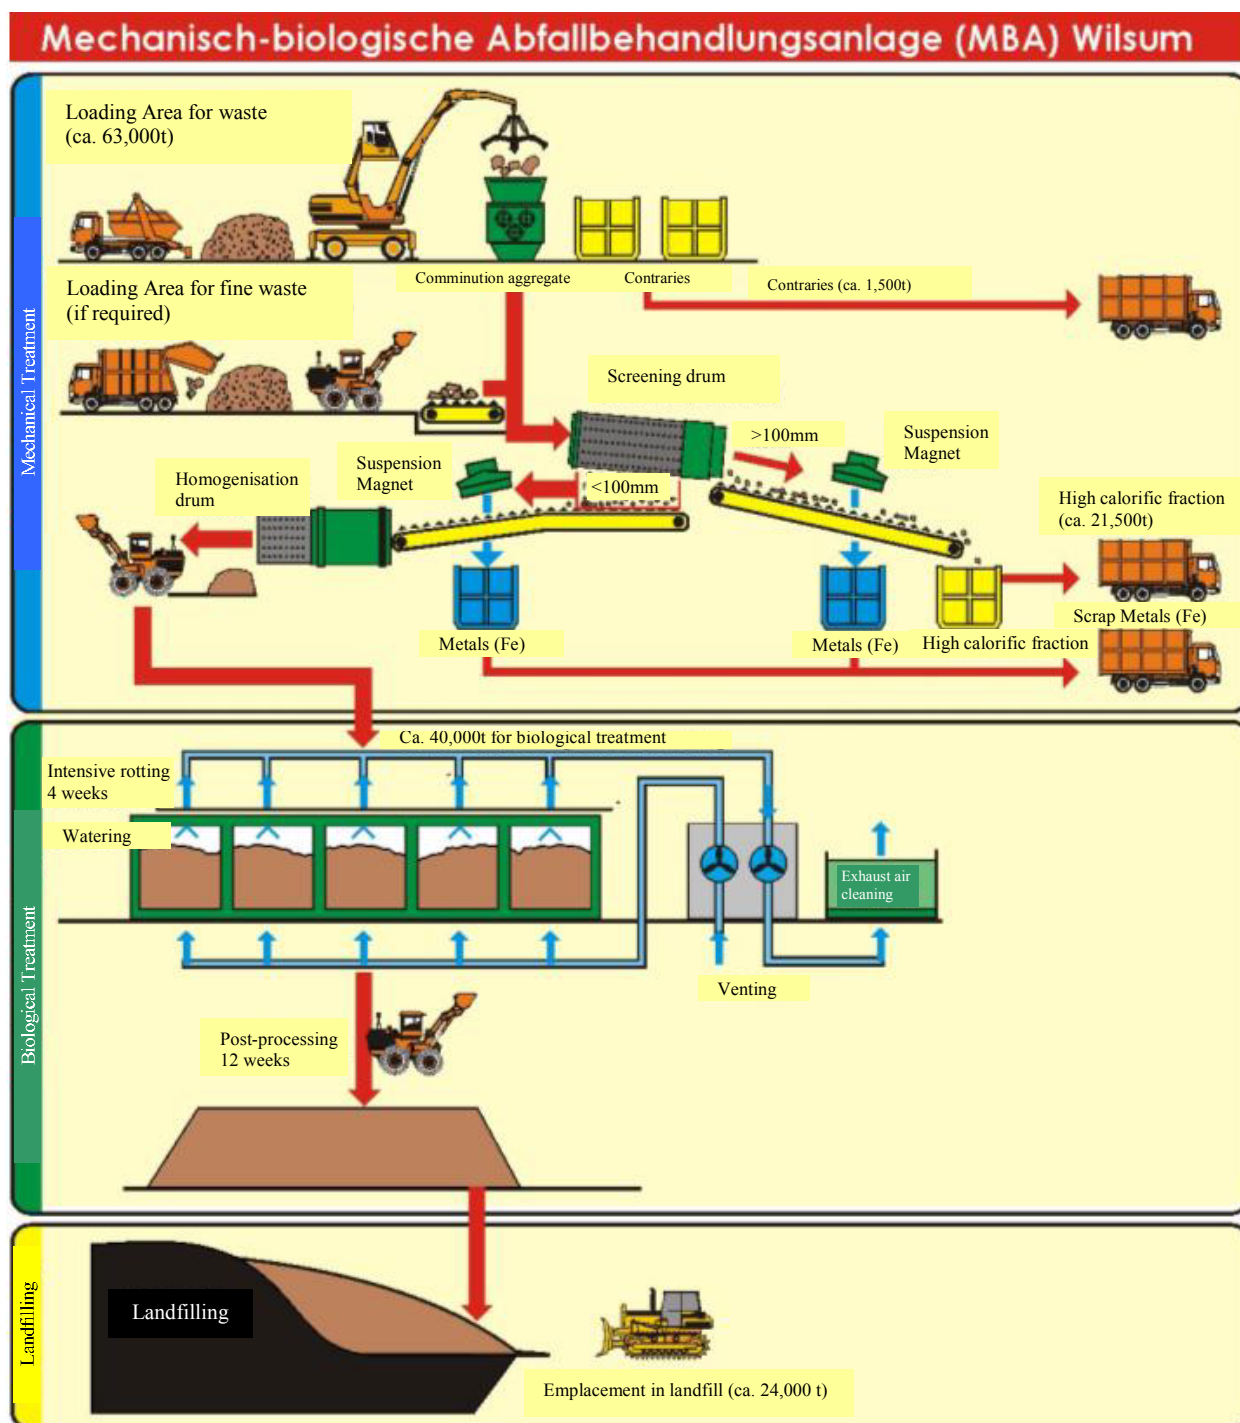 Mechanisch-biologische Abfallbehandlungsanlage (MBA) Wilsum
Mechanical Treatment
Loading Area for waste
(ca. 63,000t)
Comminution aggregate
Contraries
Contraries (ca. 1,500t)
Loading Area for fine waste
(if required)
Screening drum
>100mm
Suspension
Magnet
Suspension
Magnet
<100mm
Homogenisation
drum
High calorific fraction
(ca. 21,500t)
Scrap Metals (Fe)
Metals (Fe)
Metals (Fe)
High calorific fraction
Biological Treatment
Ca. 40,000t for biological treatment
Intensive rotting
4 weeks
Watering
Exhaust air
cleaning
Venting
Post-processing
12 weeks
Landfilling
Landfilling
Emplacement in landfill (ca. 24,000 t)